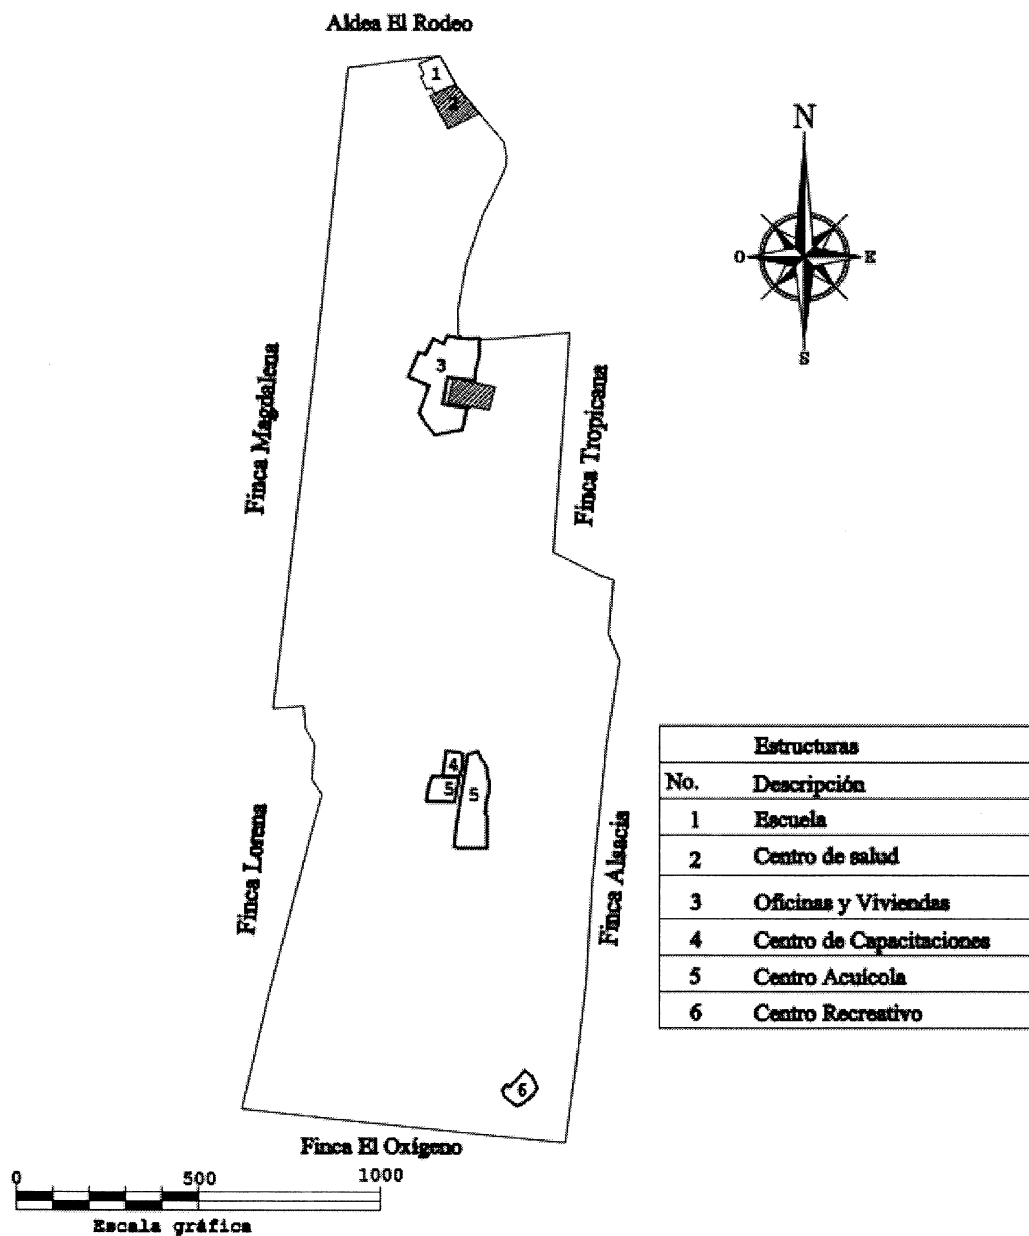 Aldea El Rodeo
1
2
N
O
E
S
3
Finca Magdalena
Finca Tropicana
4
5
5
Finca Lorena
Finca Alsacia
Estructuras
No. Descripción
1 Escuela
2 Centro de salud
3 Oficinas y Viviendas
4 Centro de Capacitaciones
5 Centro Acuícola
6 Centro Recreativo
6
Finca El Oxígeno
0 500 1000
Escala gráfica